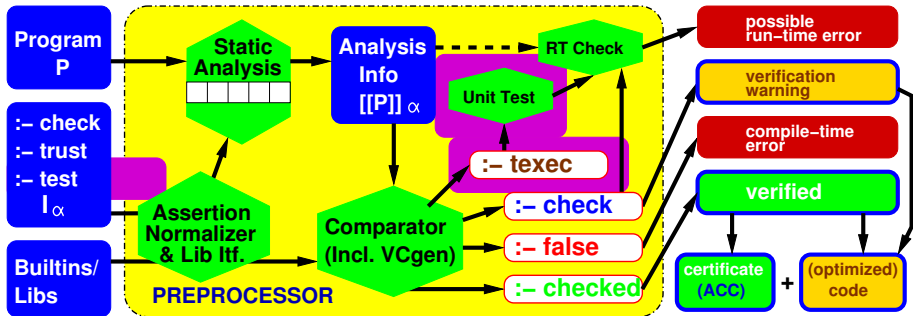 Program
P
:– check
:– trust
:– test
I α
Builtins/
Libs
Static
Analysis
Assertion
Normalizer
& Lib Itf.
PREPROCESSOR
Analysis
Info
[[P]] α
Comparator
(Incl. VCgen)
RT Check
Unit Test
:– texec
:– check
:– false
:– checked
possible
run–time error
verification
warning
compile–time
error
verified
certificate
(ACC)
+
(optimized)
code